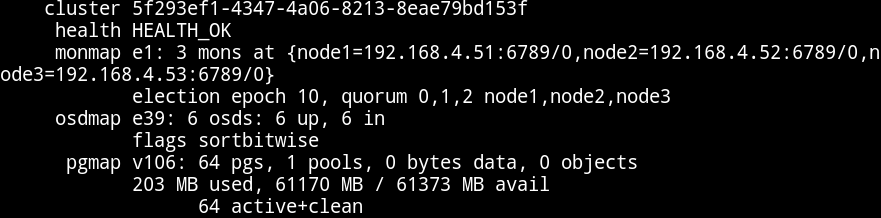 cluster 5f293ef1-4347-4a06-8213-8eae79bd153f
health HEALTH_OK
monmap e1: 3 mons at {node1=192.168.4.51:6789/0,node2=192.168.4.52:6789/0,n
ode3=192.168.4.53:6789/0}
election epoch 10, quorum 0,1,2 node1,node2,node3
osdmap e39: 6 osds: 6 up, 6 in
flags sortbitwise
pgmap v106: 64 pgs, 1 pools, 0 bytes data, 0 objects
203 MB used, 61170 MB / 61373 MB avail
64 active+clean